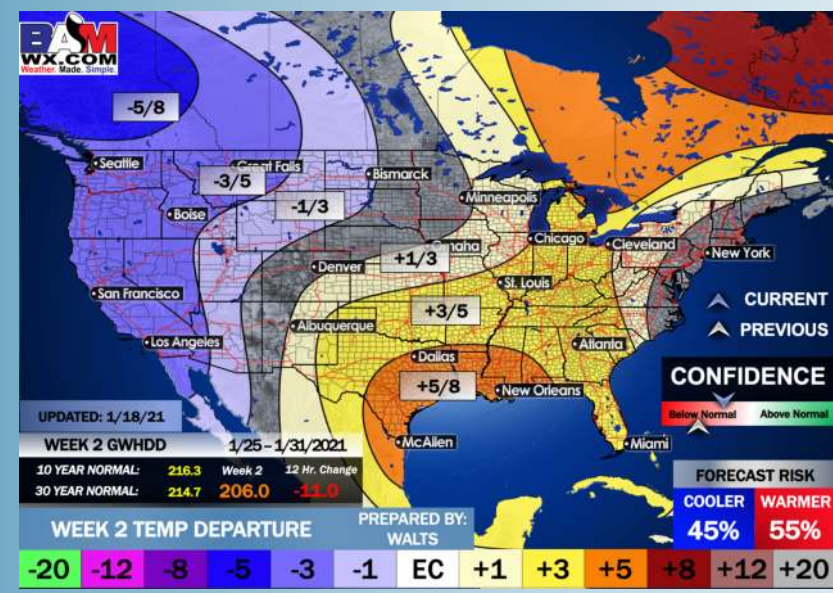 BAM
WX.COM
Weather. Made. Simple.
-5/8
Seattle
Great Falls
-3/5
Bismarck
Boise
-1/3
Minneapolis
Omaha
Chicago
Cleveland
New York
+1/3
Denver
San Francisco
St. Louis
CURRENT
+3/5
Albuquerque
PREVIOUS
Los Angeles
Dallas
Atlanta
+5/8
New Orleans
CONFIDENCE
Below Normal Above Normal
UPDATED: 1/18/21
McAllen
Miami
WEEK 2 GWHDD 1/25 - 1/31/2021
10 YEAR NORMAL: 216.3 Week 2 12 Hr. Change
30 YEAR NORMAL: 214.7 206.0 -11.0
FORECAST RISK
COOLER WARMER
45% 55%
WEEK 2 TEMP DEPARTURE
PREPARED BY:
WALTS
-20 -12 -8 -5 -3 -1 EC +1 +3 +5 +8 +12 +20